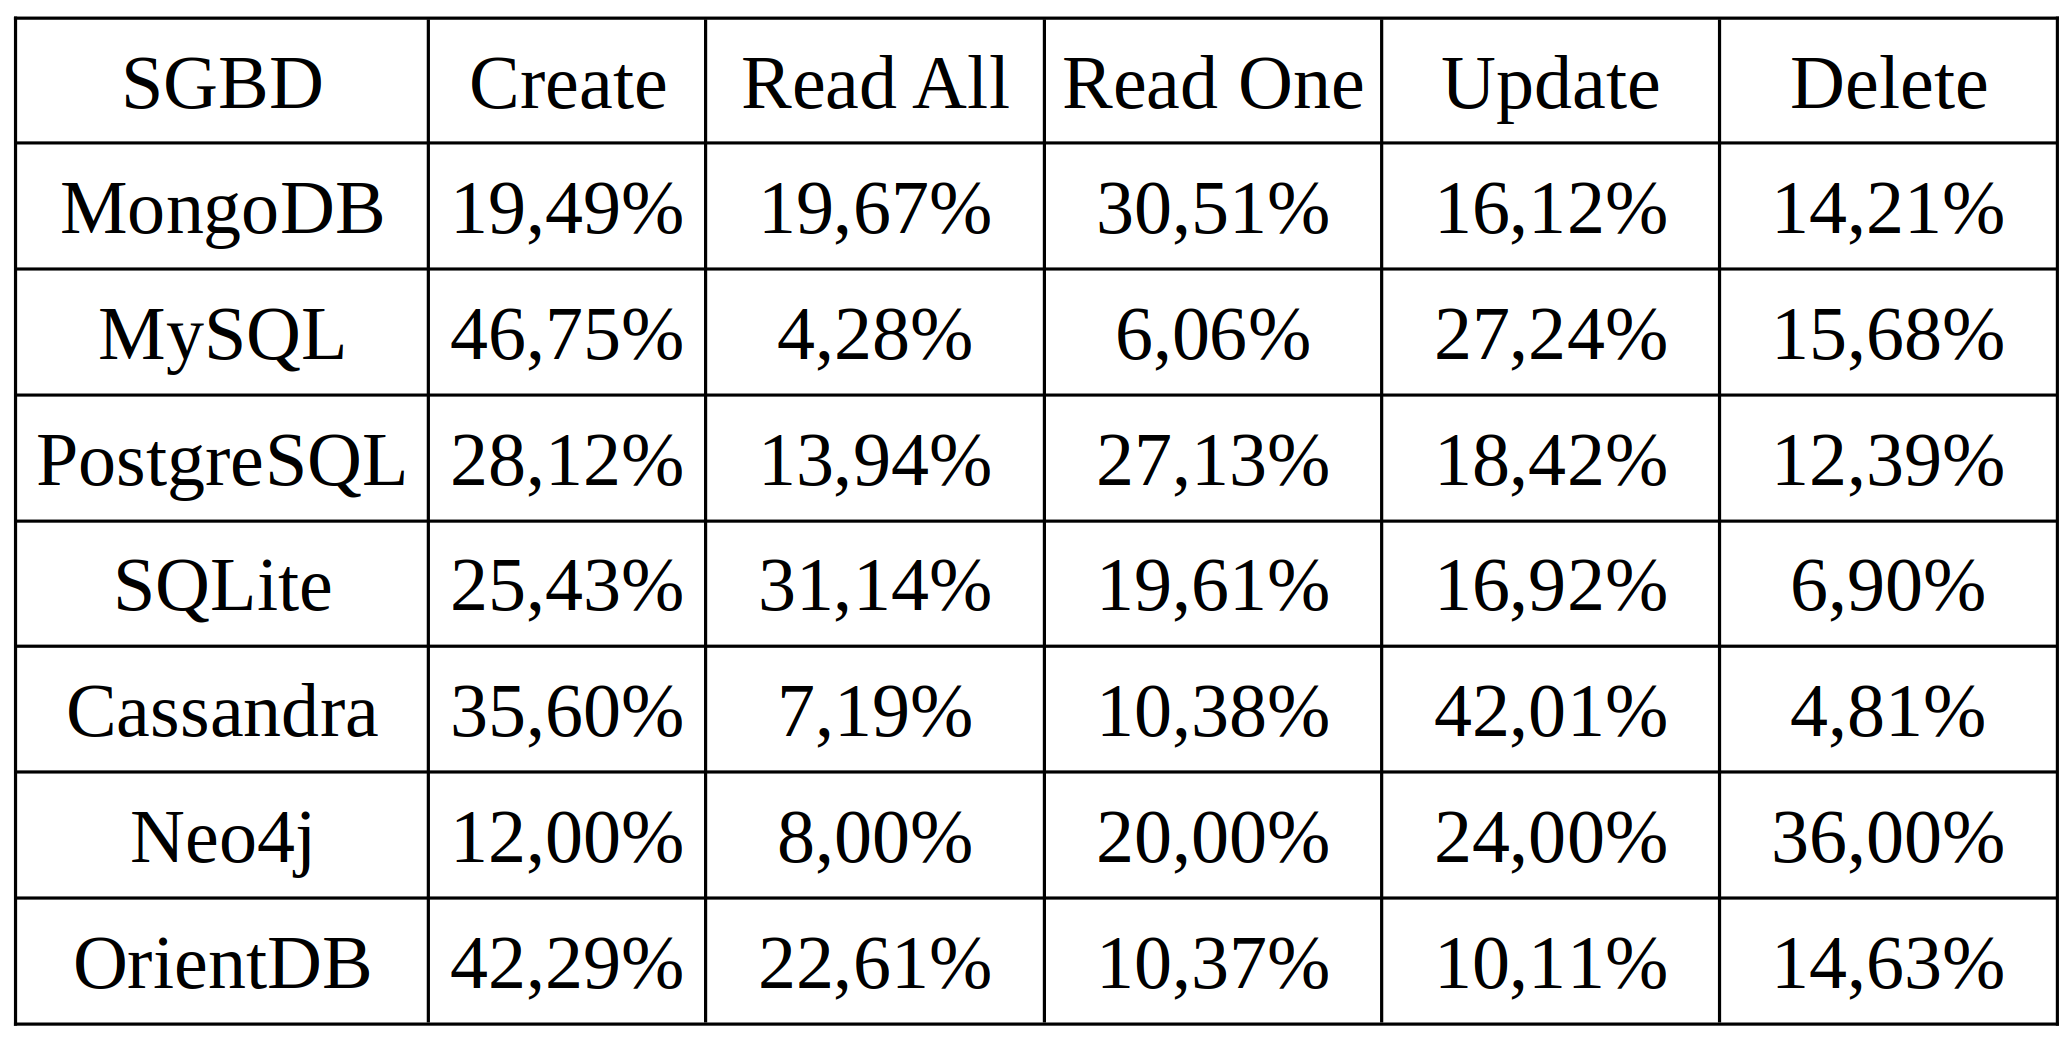 SGBD Create Read All Read One Update Delete
MongoDB 19,49% 19,67% 30,51% 16,12% 14,21%
MySQL 46,75% 4,28% 6,06% 27,24% 15,68%
PostgreSQL 28,12% 13,94% 27,13% 18,42% 12,39%
SQLite 25,43% 31,14% 19,61% 16,92% 6,90%
Cassandra 35,60% 7,19% 10,38% 42,01% 4,81%
Neo4j 12,00% 8,00% 20,00% 24,00% 36,00%
OrientDB 42,29% 22,61% 10,37% 10,11% 14,63%